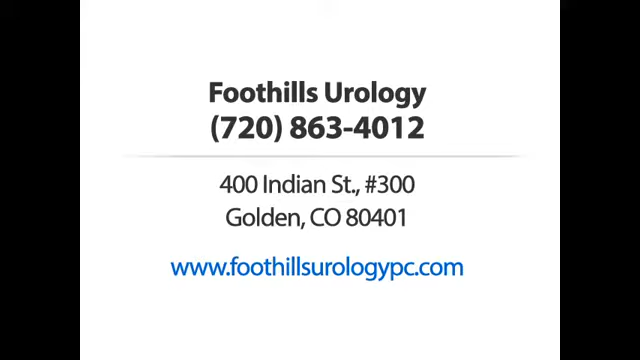 Foothills Urology
(720) 863-4012
400 Indian St., #300
Golden, CO 80401
www.foothillsurologypc.com